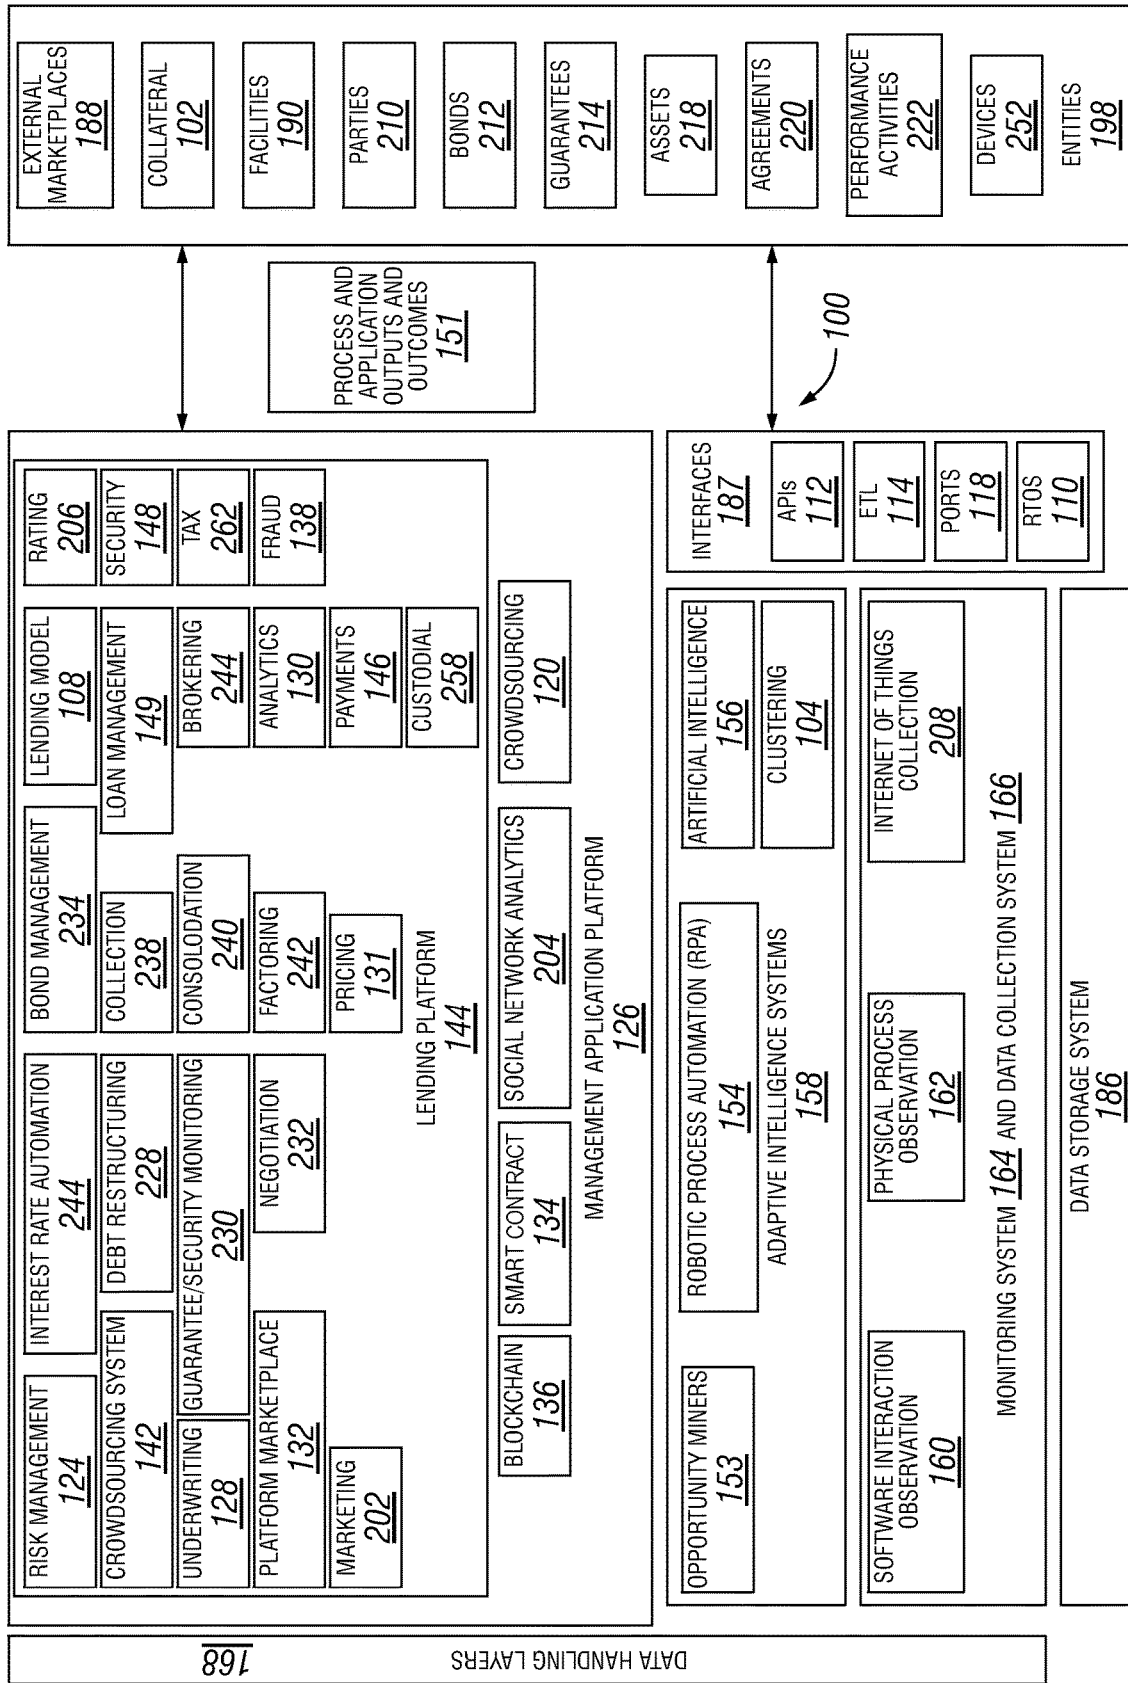 DATA HANDLING LAYERS
168
RISK MANAGEMENT
124
INTEREST RATE AUTOMATION
244
BOND MANAGEMENT
234
LENDING MODEL
108
RATING
206
CROWDSOURCING SYSTEM
142
DEBT RESTRUCTURING
228
COLLECTION
238
LOAN MANAGEMENT
149
SECURITY
148
UNDERWRITING
128
GUARANTEE/SECURITY MONITORING
230
CONSOLODATION
240
BROKERING
244
TAX
262
PLATFORM MARKETPLACE
132
NEGOTIATION
232
FACTORING
242
ANALYTICS
130
FRAUD
138
MARKETING
202
PRICING
131
PAYMENTS
146
LENDING PLATFORM
144
CUSTODIAL
258
BLOCKCHAIN
136
SMART CONTRACT
134
SOCIAL NETWORK ANALYTICS
204
CROWDSOURCING
120
MANAGEMENT APPLICATION PLATFORM
126
OPPORTUNITY MINERS
153
ROBOTIC PROCESS AUTOMATION (RPA)
154
ARTIFICIAL INTELLIGENCE
156
CLUSTERING
104
ADAPTIVE INTELLIGENCE SYSTEMS
158
SOFTWARE INTERACTION
OBSERVATION
160
PHYSICAL PROCESS
OBSERVATION
162
INTERNET OF THINGS
COLLECTION
208
MONITORING SYSTEM 164 AND DATA COLLECTION SYSTEM 166
DATA STORAGE SYSTEM
186
INTERFACES
187
APIs
112
ETL
114
PORTS
118
RTOS
110
PROCESS AND
APPLICATION
OUTPUTS AND
OUTCOMES
151
100
EXTERNAL
MARKETPLACES
188
COLLATERAL
102
FACILITIES
190
PARTIES
210
BONDS
212
GUARANTEES
214
ASSETS
218
AGREEMENTS
220
PERFORMANCE
ACTIVITIES
222
DEVICES
252
ENTITIES
198